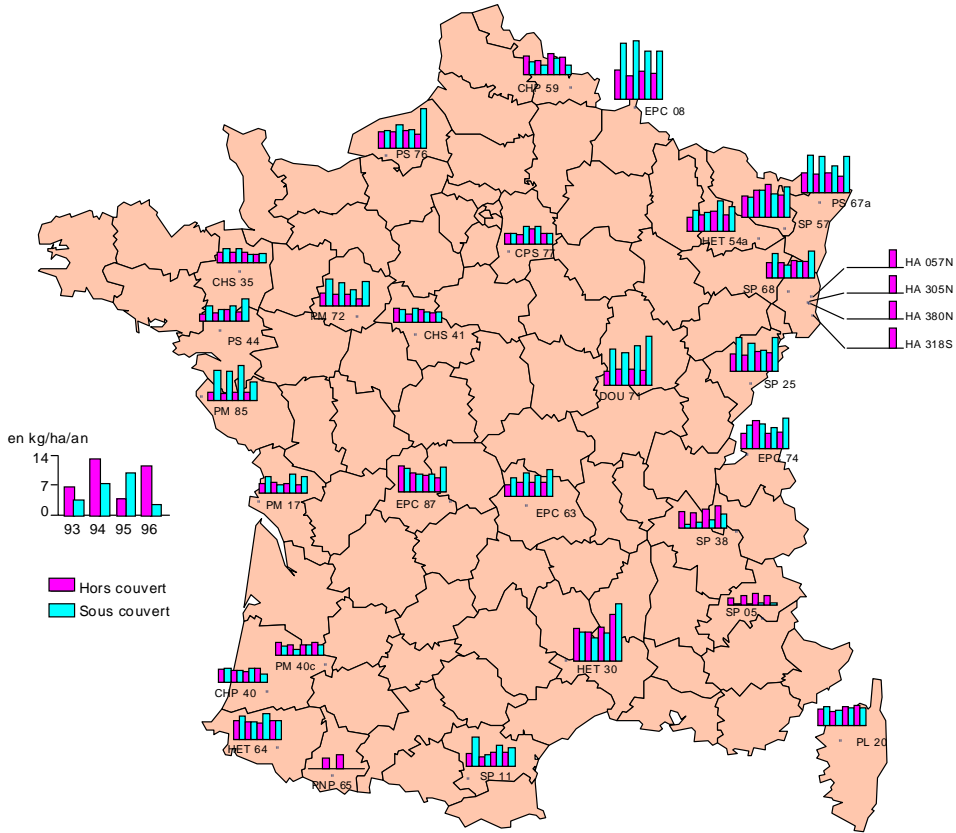 CHP 59
EPC 08
PS 76
PS 67a
SP 57
HET 54a
CPS 77
CHS 35
SP 68
HA 057N
HA 305N
HA 380N
HA 318S
PM 72
CHS 41
PS 44
SP 25
DOU 71
PM 85
EPC 74
en kg/ha/an
14
7
0
93 94 95 96
PM 17
EPC 87
EPC 63
SP 38
Hors couvert
Sous couvert
SP 05
PM 40c
HET 30
CHP 40
HET 64
PL 20
PNP 65
SP 11